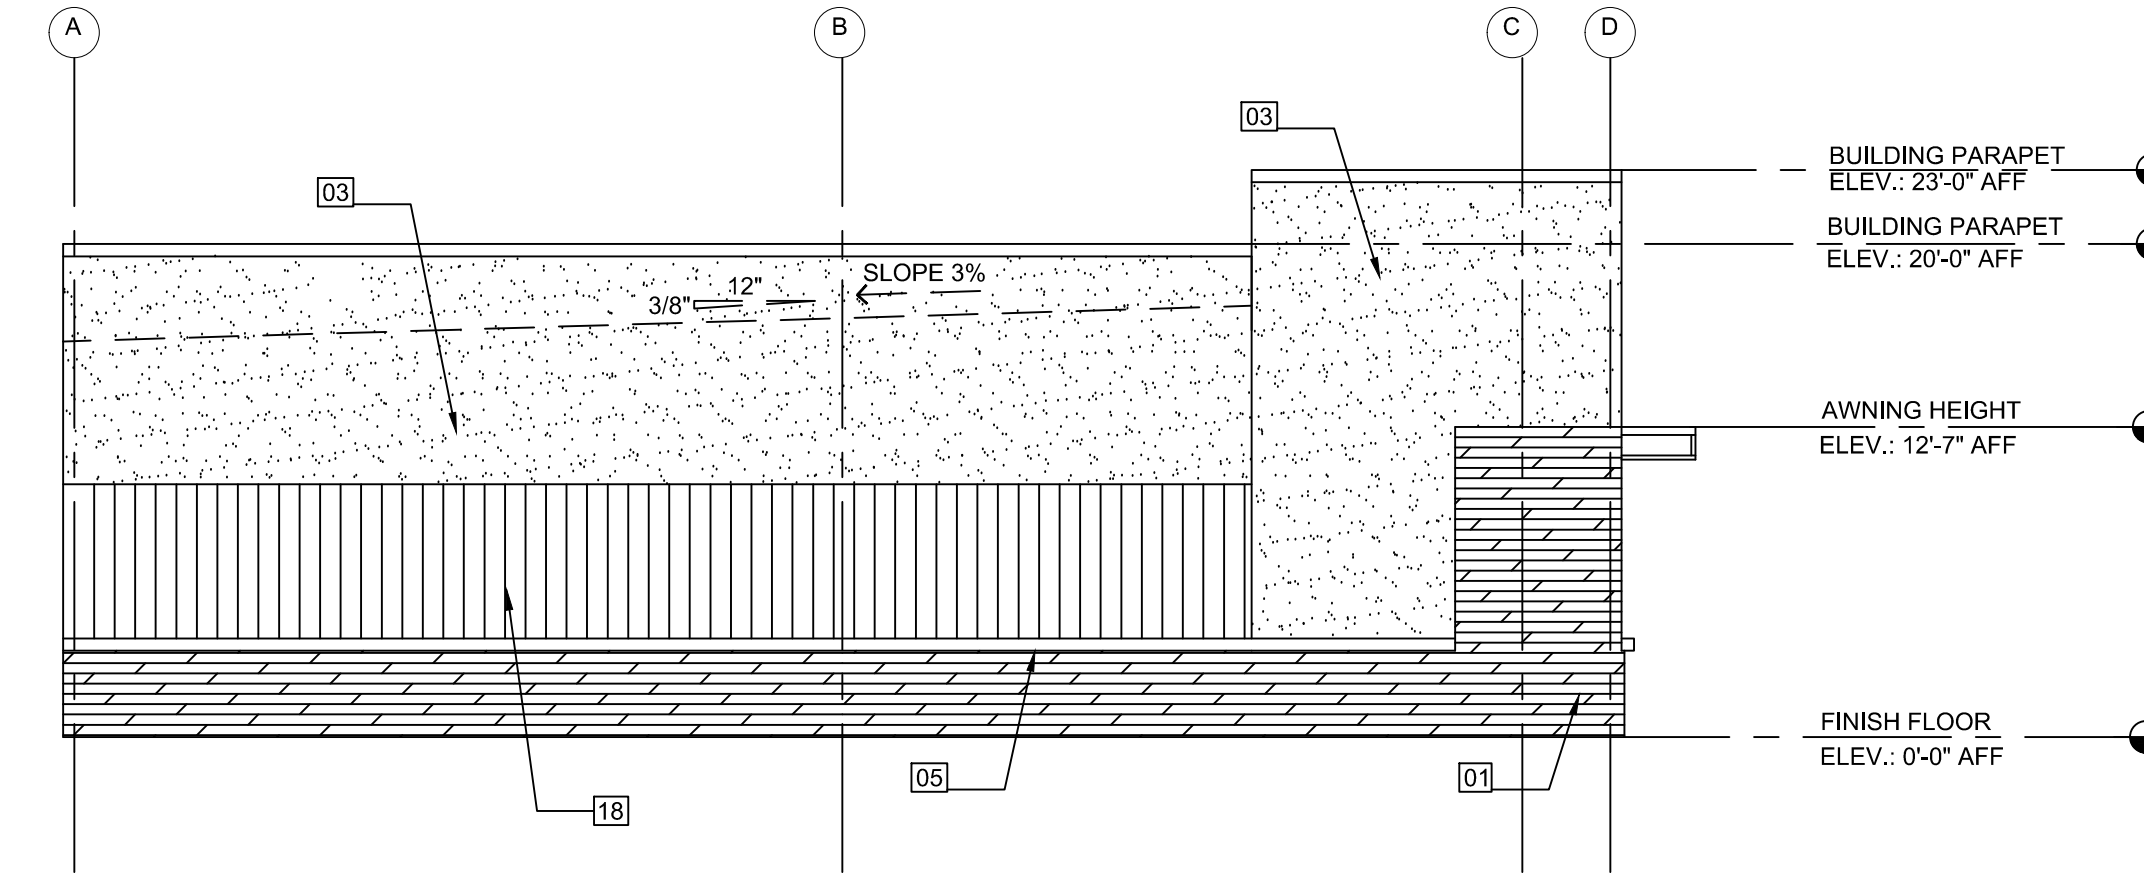 A
B
C
D
03
03
BUILDING PARAPET
ELEV.: 23'-0" AFF
BUILDING PARAPET
ELEV.: 20'-0" AFF
SLOPE 3%
12"
3/8"
AWNING HEIGHT
ELEV.: 12'-7" AFF
FINISH FLOOR
ELEV.: 0'-0" AFF
05
01
18